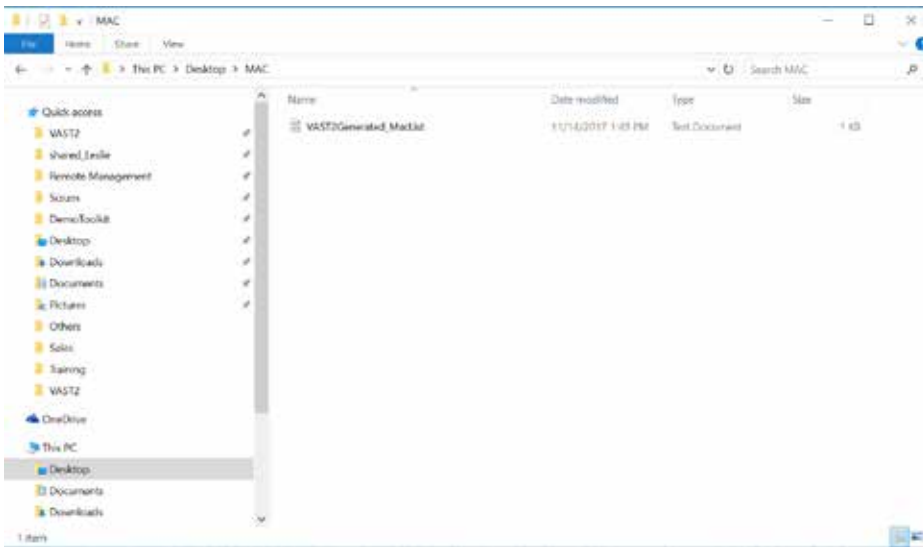 MAC
File Home Share View
This PC > Desktop > MAC
Search MAC
Name Date modified Type Size
Quick access
VAST2Generated_MacList 11/14/2017 1:49 PM Text Document 1 KB
VAST2
shared_Leslie
Remote Management
Scrum
DemoToolkit
Desktop
Downloads
Documents
Pictures
Others
Sales
Training
VAST2
OneDrive
This PC
Desktop
Documents
Downloads
1 item